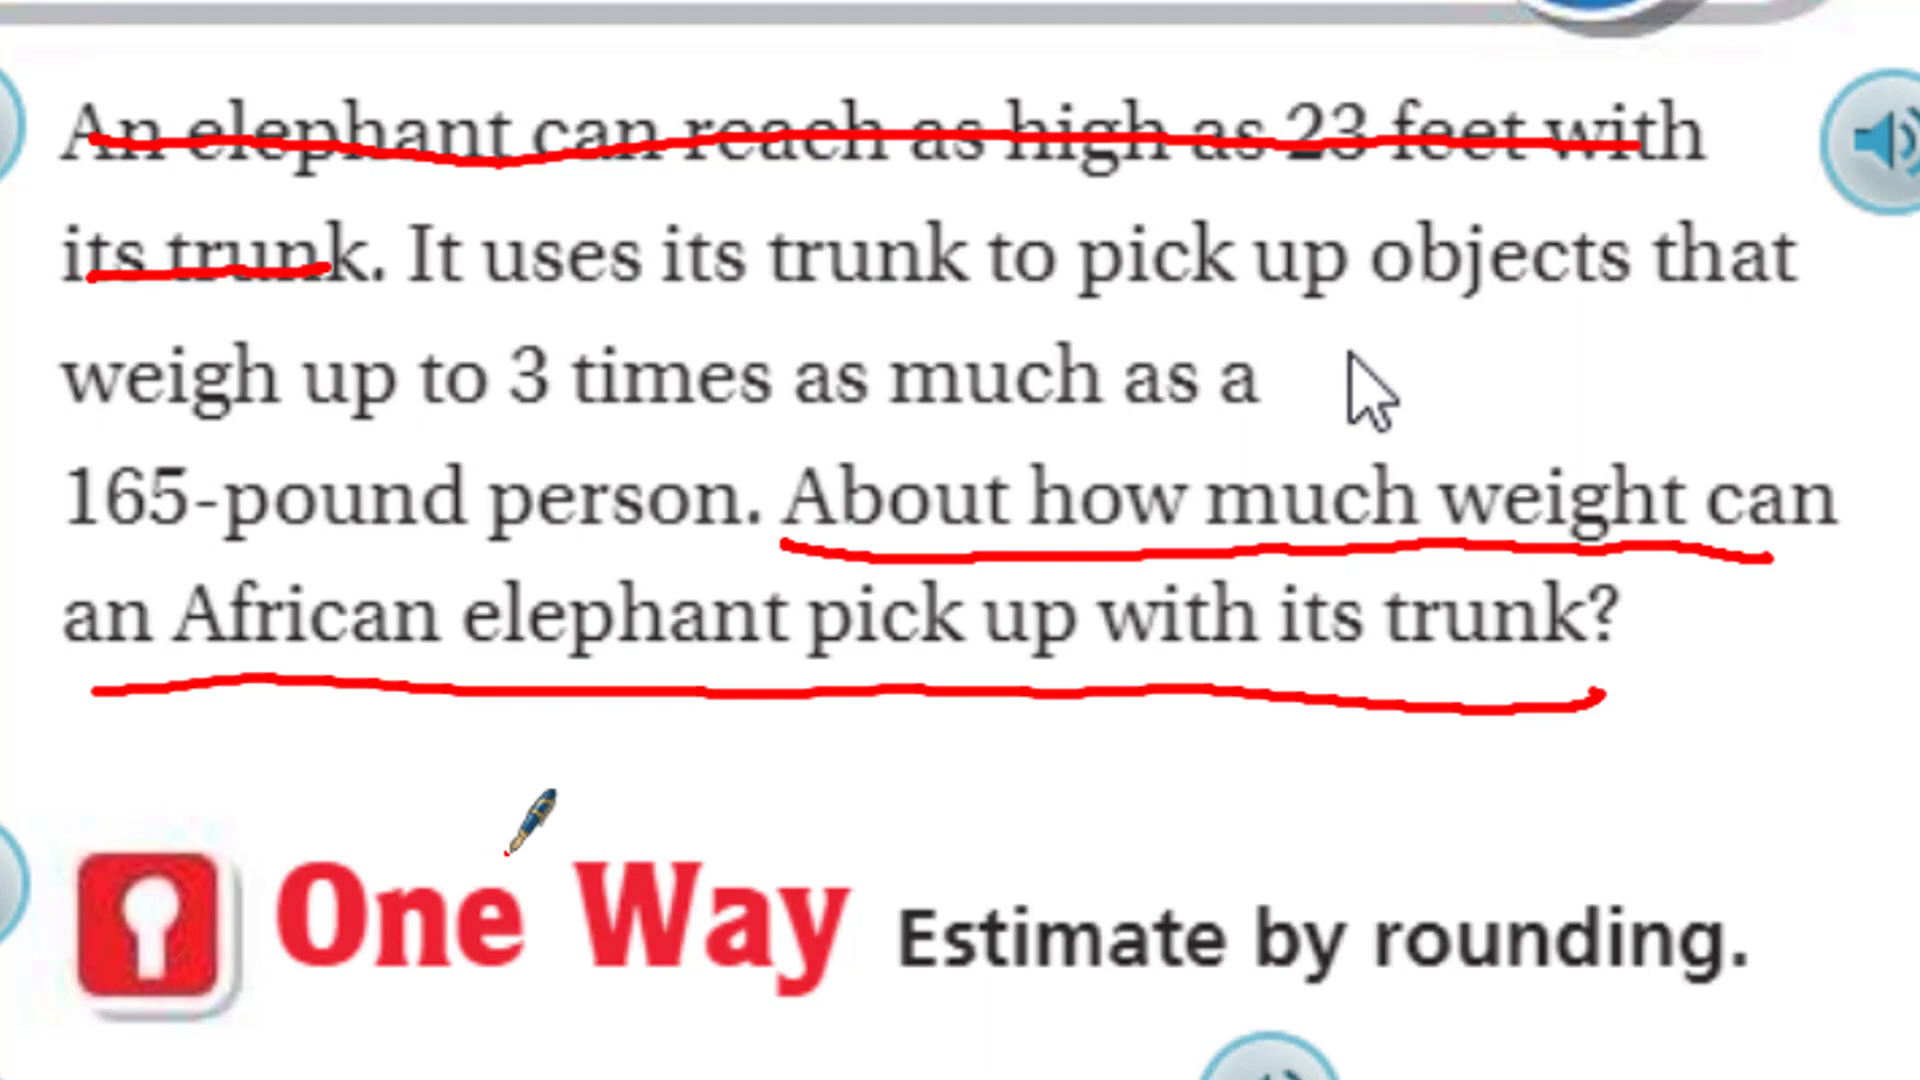 An elephant can reach as high as 23 feet with
its trunk. It uses its trunk to pick up objects that
weigh up to 3 times as much as a
165-pound person. About how much weight can
an African elephant pick up with its trunk?
One Way Estimate by rounding.